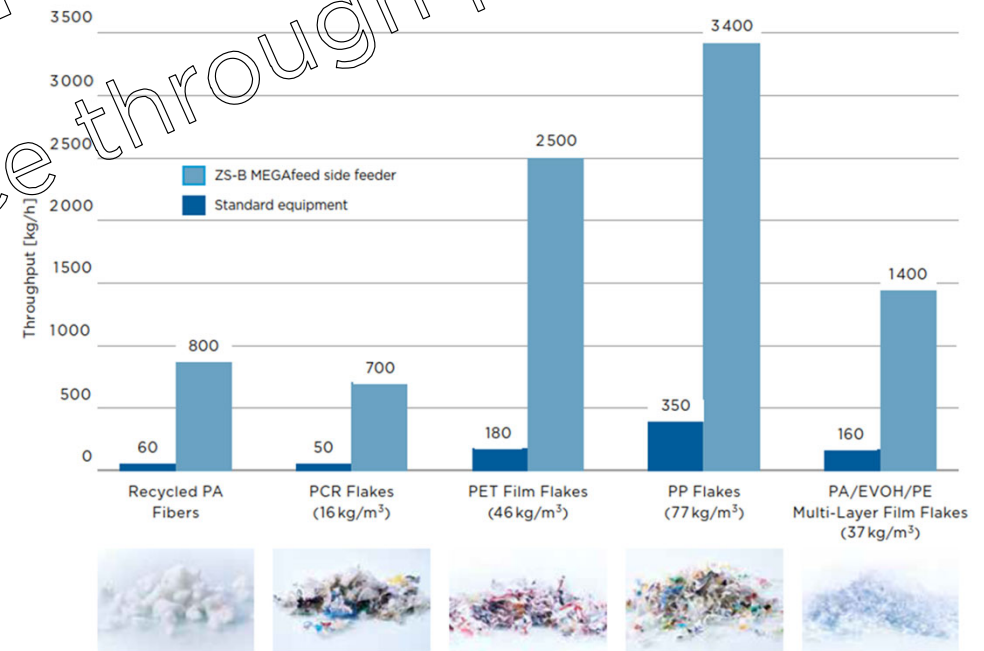 e through
3500
3000
2500
2000
1500
1000
500
0
Throughput [kg/h]
ZS-B MEGAfeed side feeder
Standard equipment
60
800
50
700
180
2500
350
3400
160
1400
Recycled PA
Fibers
PCR Flakes
(16 kg/m³)
PET Film Flakes
(46 kg/m³)
PP Flakes
(77 kg/m³)
PA/EVOH/PE
Multi-Layer Film Flakes
(37 kg/m³)